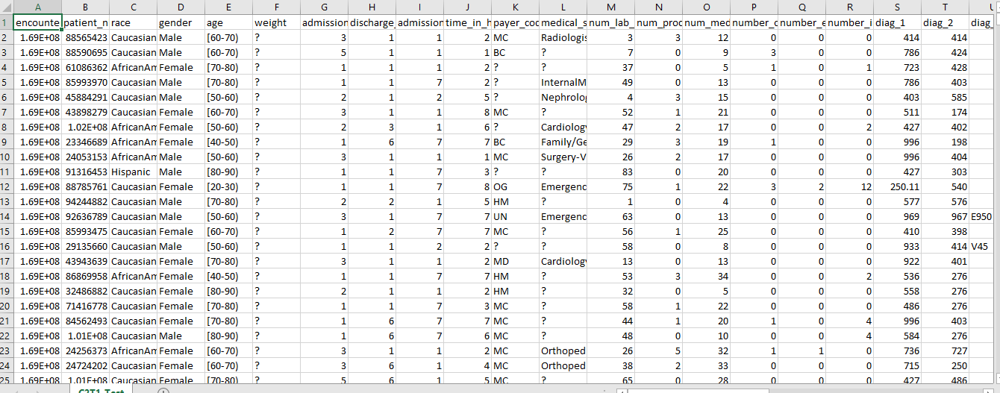 A B C D E F G H I J K L M N O P Q R S T U
1 encounte patient_n race gender age weight admission discharge_ admission time_in_h payer_coc medical_s num_lab_ num_proc num_med number_c number_e number_i diag_1 diag_2 diag_
2 1.69E+08 88565423 Caucasian Male [60-70) ? 3 1 1 2 MC Radiologis 3 3 12 0 0 0 414 414
3 1.69E+08 88590695 Caucasian Male [60-70) ? 5 1 1 1 BC ? 7 0 9 3 0 0 786 424
4 1.69E+08 61086362 AfricanAm Female [70-80) ? 1 1 1 2 ? ? 37 0 5 1 0 1 723 428
5 1.69E+08 85993970 Caucasian Male [70-80) ? 1 1 7 2 ? InternalM 49 0 13 0 0 0 786 403
6 1.69E+08 45884291 Caucasian Male [50-60) ? 2 1 2 5 ? Nephrolog 4 3 15 0 0 0 403 585
7 1.69E+08 43898279 Caucasian Female [60-70) ? 3 1 1 8 MC ? 52 1 21 0 0 0 511 174
8 1.69E+08 1.02E+08 AfricanAm Female [50-60) ? 2 3 1 6 ? Cardiology 47 2 17 0 0 2 427 402
9 1.69E+08 23346689 AfricanAm Female [40-50) ? 1 6 7 7 BC Family/Ge 29 3 19 1 0 0 996 198
10 1.69E+08 24053153 AfricanAm Male [50-60) ? 3 1 1 1 MC Surgery-V 26 2 17 0 0 0 996 404
11 1.69E+08 91316453 Hispanic Male [80-90) ? 1 1 7 3 ? ? 83 0 20 0 0 0 427 303
12 1.69E+08 88785761 Caucasian Female [20-30) ? 1 1 7 8 OG Emergenc 75 1 22 3 2 12 250.11 540
13 1.69E+08 94244882 Caucasian Male [70-80) ? 2 2 1 5 HM ? 1 0 4 0 0 0 577 576
14 1.69E+08 92636789 Caucasian Male [50-60) ? 3 1 7 7 UN Emergenc 63 0 13 0 0 0 969 967 E950
15 1.69E+08 85993475 Caucasian Female [60-70) ? 1 2 7 7 MC ? 56 1 25 0 0 0 410 398
16 1.69E+08 29135660 Caucasian Male [50-60) ? 1 1 2 2 ? ? 58 0 8 0 0 0 933 414 V45
17 1.69E+08 43943639 Caucasian Female [70-80) ? 3 1 1 2 MD Cardiology 13 0 13 0 0 0 922 401
18 1.69E+08 86869958 AfricanAm Male [40-50) ? 1 1 7 7 HM ? 53 3 34 0 0 2 536 276
19 1.69E+08 32486882 Caucasian Female [80-90) ? 2 1 1 2 HM ? 32 0 5 0 0 0 558 276
20 1.69E+08 71416778 Caucasian Female [70-80) ? 1 1 7 3 MC ? 58 1 22 0 0 0 486 276
21 1.69E+08 84562493 Caucasian Female [70-80) ? 1 6 7 7 MC ? 44 1 20 1 0 4 996 403
22 1.69E+08 1.01E+08 Caucasian Male [80-90) ? 1 6 7 6 MC ? 48 0 10 0 0 4 584 276
23 1.69E+08 24256373 AfricanAm Female [60-70) ? 3 1 1 2 MC Orthoped 26 5 32 1 1 0 736 727
24 1.69E+08 24724202 Caucasian Female [60-70) ? 3 6 1 4 MC Orthoped 38 2 33 0 0 0 715 250
25 1.69E+08 1.01E+08 Caucasian Female [70-80) ? 5 6 1 5 MC ? 65 0 28 0 0 0 427 486